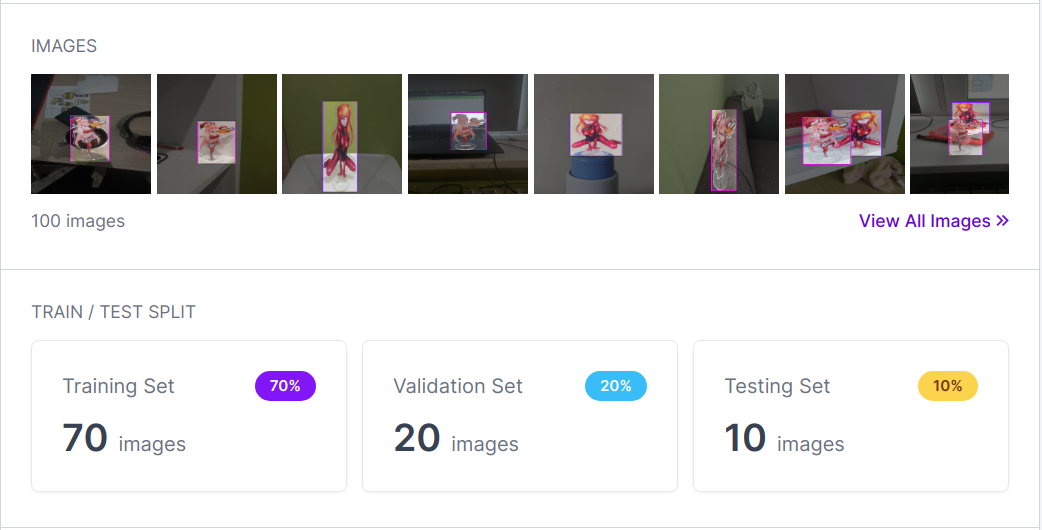 IMAGES
100 images
View All Images »
TRAIN / TEST SPLIT
Training Set 70%
70 images
Validation Set 20%
20 images
Testing Set 10%
10 images